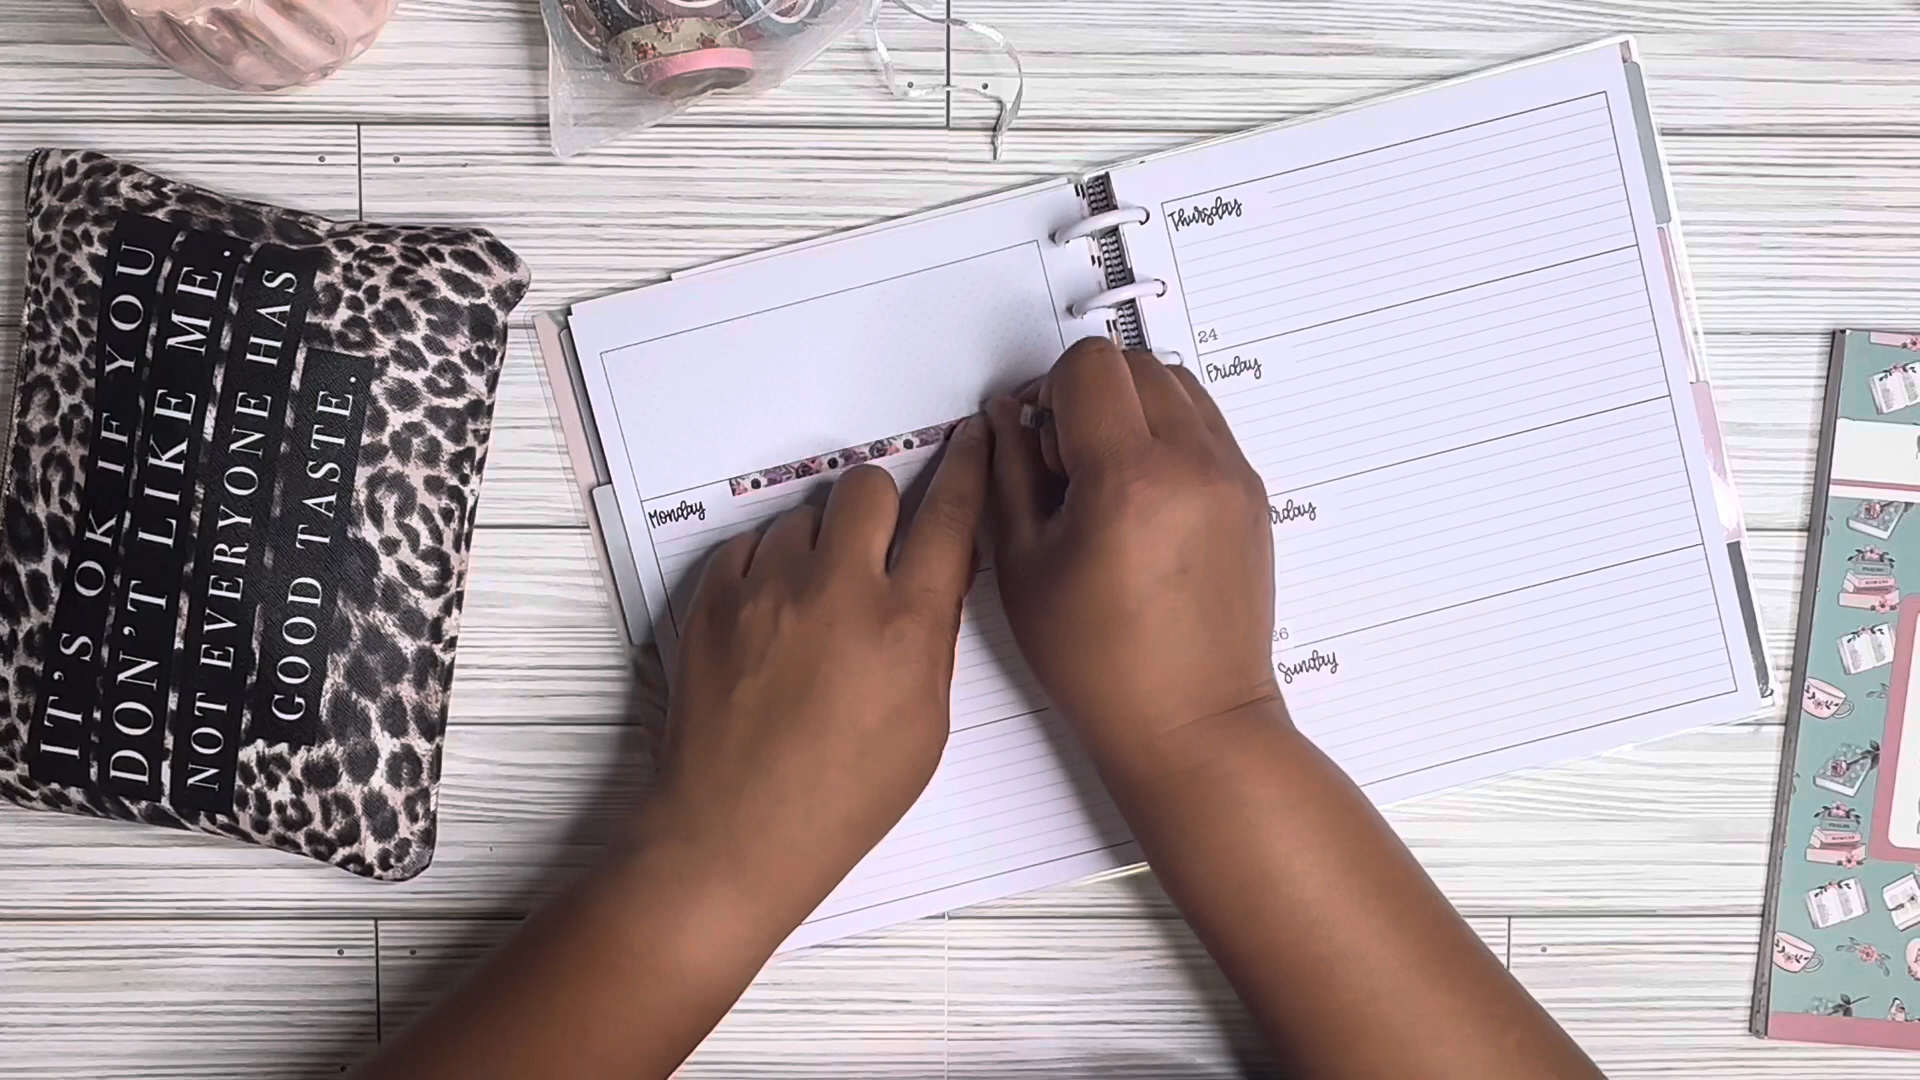 IT'S OK IF YOU
DON'T LIKE ME.
NOT EVERYONE HAS
GOOD TASTE.
Monday
Thursday
24
Friday
26
Sunday